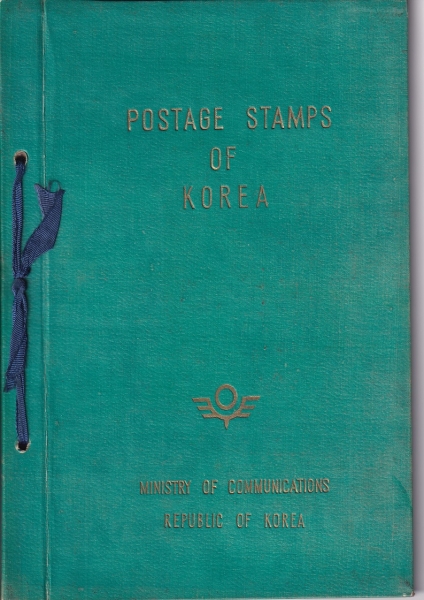 POSTAGE STAMPS
OF
KOREA
MINISTRY OF COMMUNICATIONS
REPUBLIC OF KOREA